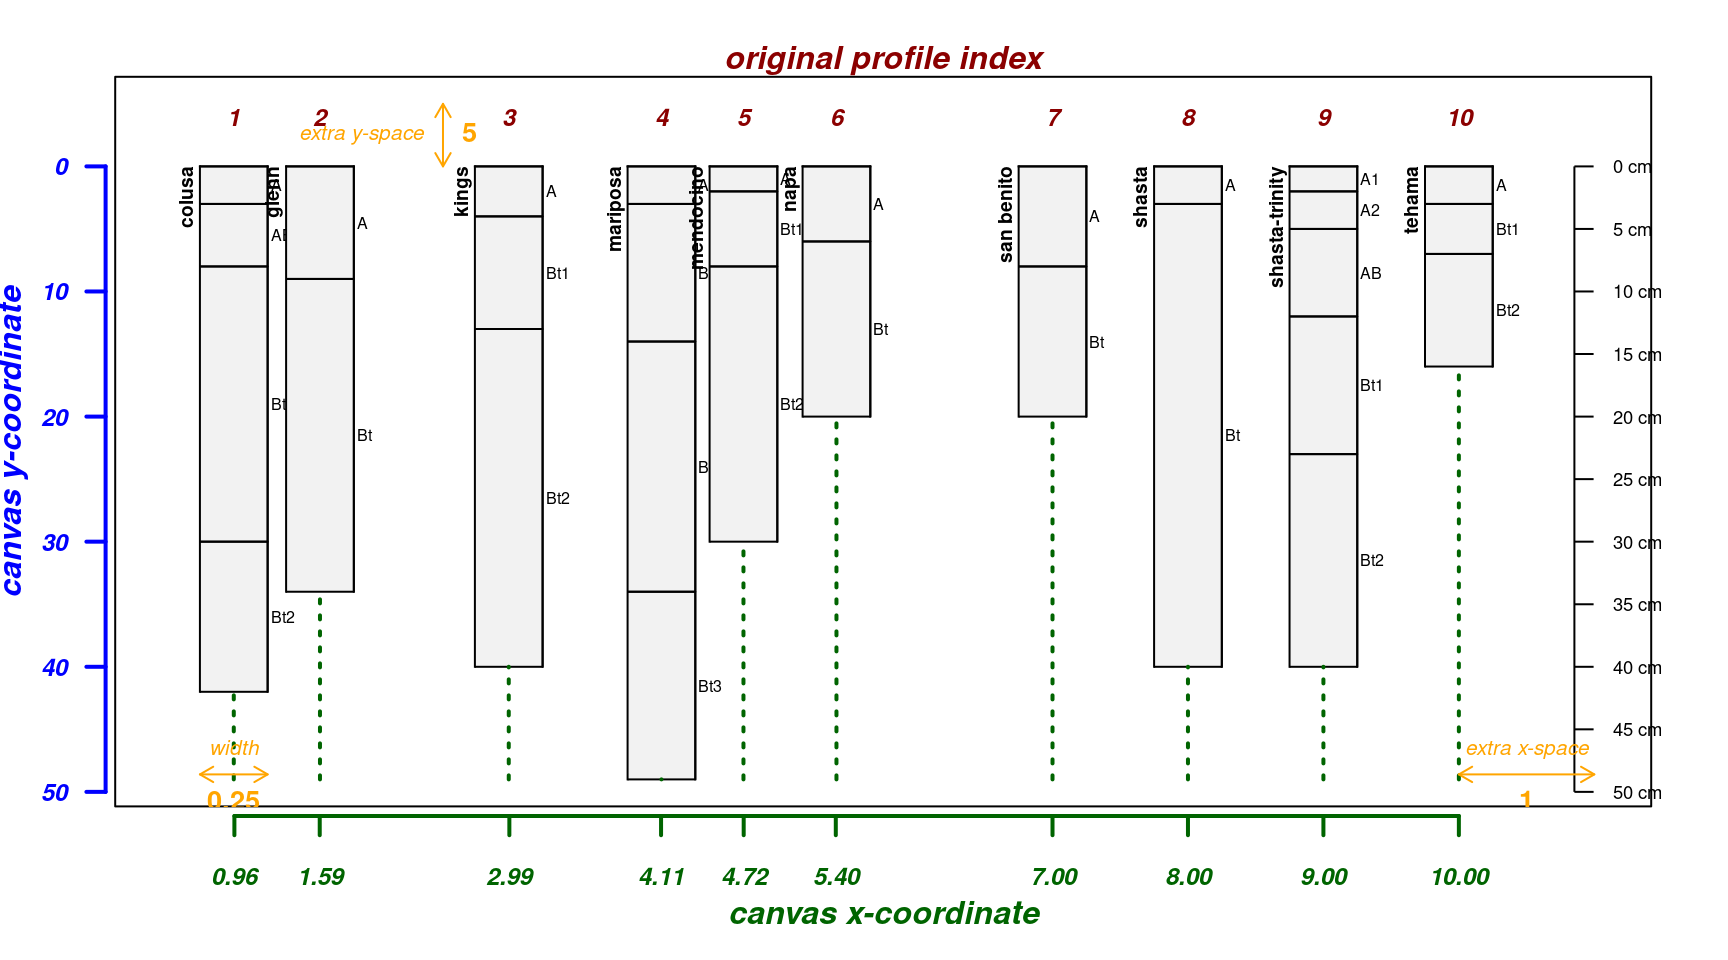 original profile index
1 2 3 4 5 6 7 8 9 10
extra y-space 5
canvas y-coordinate
0
10
20
30
40
50
colusa
A
Bt
Bt2
glenn
A
Bt
kings
A
Bt1
Bt2
mariposa
A
Bt3
mendocino
Bt1
Bt2
napa
A
Bt
san benito
A
Bt
shasta
A
Bt
shasta-trinity
A1
A2
AB
Bt1
Bt2
tehama
A
Bt1
Bt2
0 cm
5 cm
10 cm
15 cm
20 cm
25 cm
30 cm
35 cm
40 cm
45 cm
50 cm
width
0.25
extra x-space
1
0.96 1.59 2.99 4.11 4.72 5.40 7.00 8.00 9.00 10.00
canvas x-coordinate